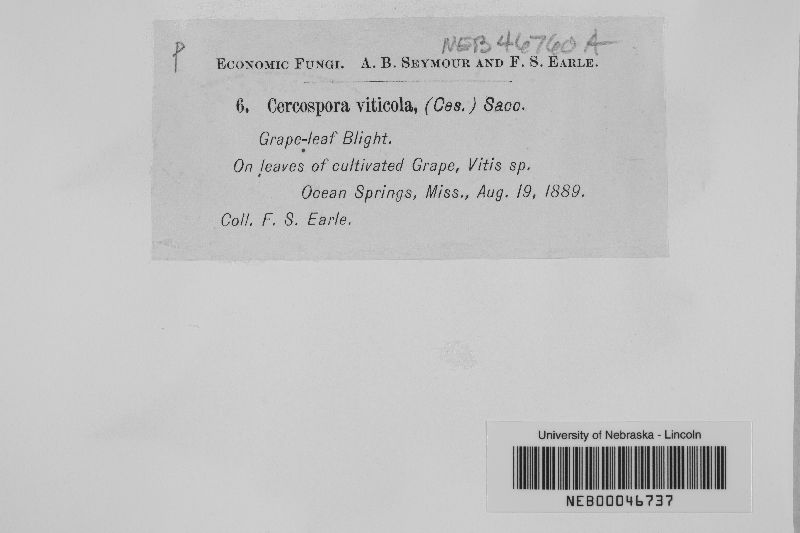 P
NEB 46760 A
ECONOMIC FUNGI. A. B. SEYMOUR AND F. S. EARLE.
6. Cercospora viticola, (Ces.) Sacc.
Grape-leaf Blight.
On leaves of cultivated Grape, Vitis sp.
Ocean Springs, Miss., Aug. 19, 1889.
Coll. F. S. Earle.
University of Nebraska - Lincoln
NEB00046737